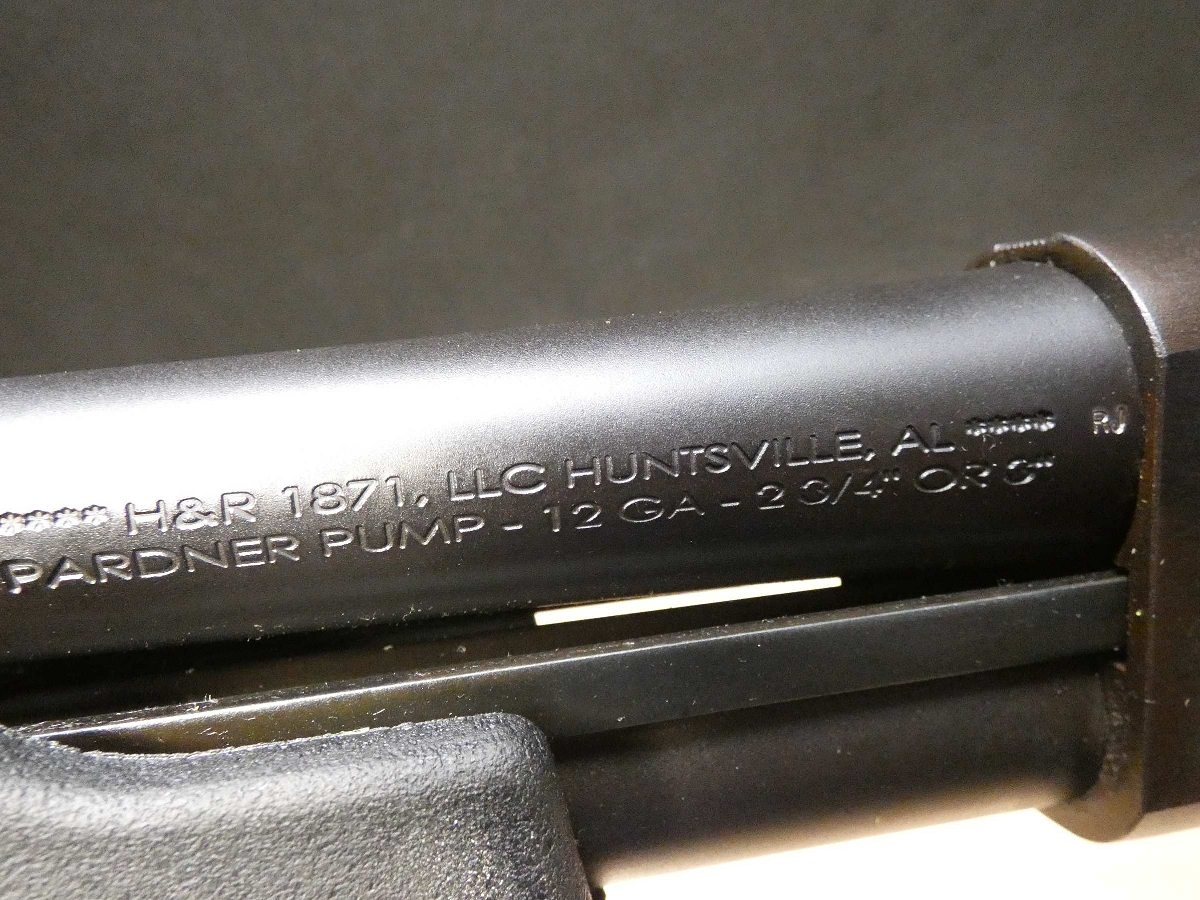 **** H&R 1871, LLC HUNTSVILLE, AL **** RJ
PARDNER PUMP - 12 GA - 2 3/4" OR 3"